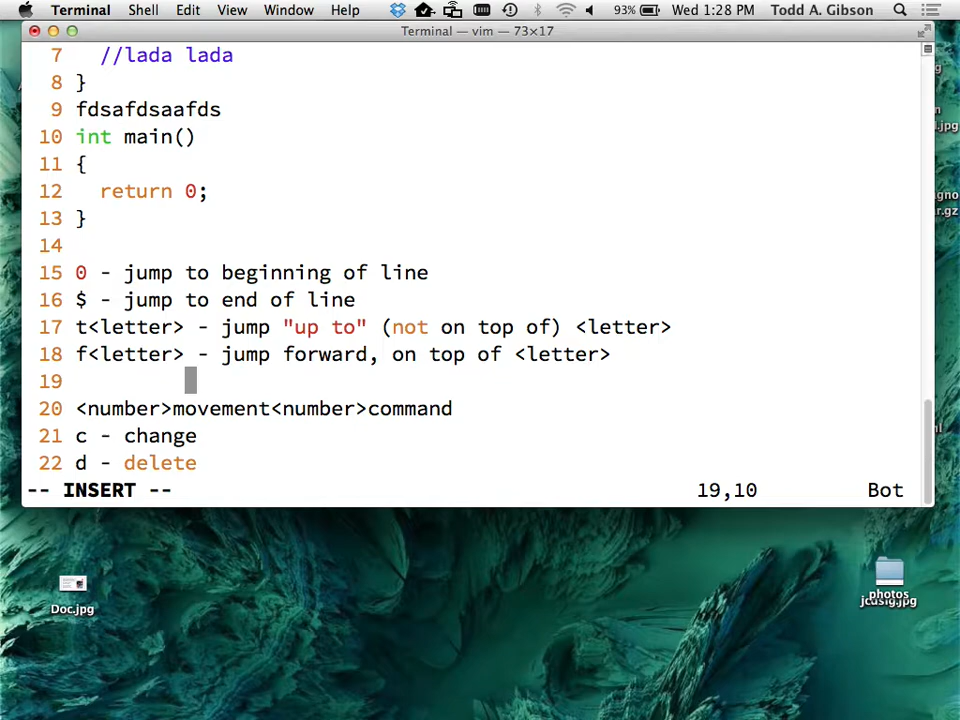 Terminal Shell Edit View Window Help 93% Wed 1:28 PM Todd A. Gibson
Terminal — vim — 73×17
7 //lada lada
8 }
9 fdsafdsaafds
10 int main()
11 {
12 return 0;
13 }
14
15 0 - jump to beginning of line
16 $ - jump to end of line
17 t<letter> - jump "up to" (not on top of) <letter>
18 f<letter> - jump forward, on top of <letter>
19
20 <number>movement<number>command
21 c - change
22 d - delete
-- INSERT -- 19,10 Bot
Doc.jpg
photos